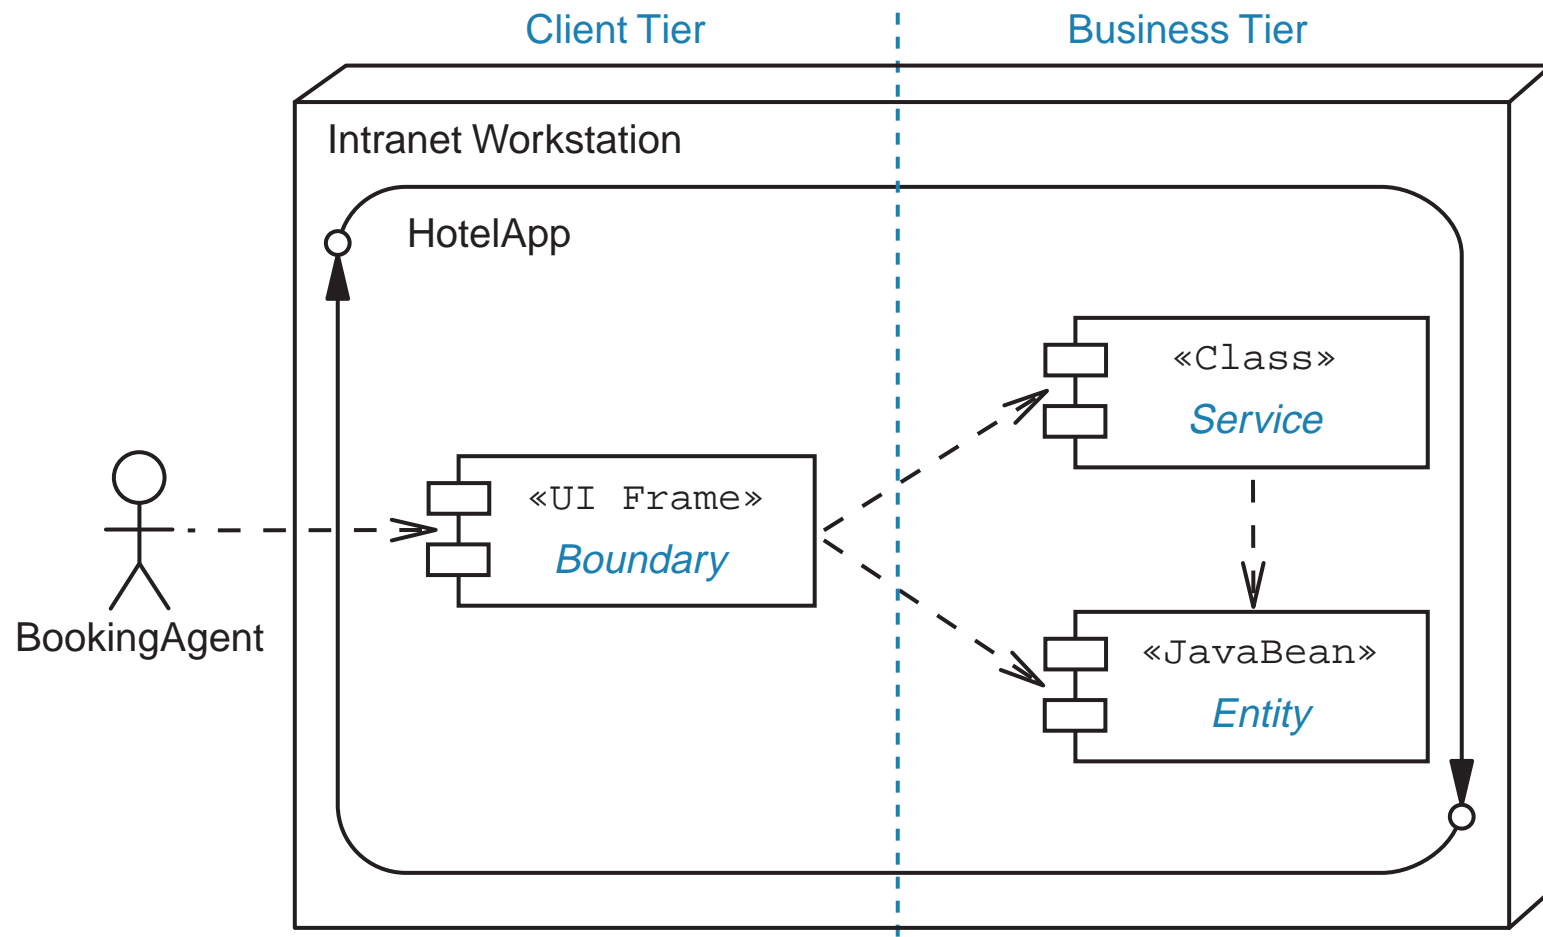 Client Tier
Business Tier
Intranet Workstation
HotelApp
«Class»
Service
«UI Frame»
Boundary
BookingAgent
«JavaBean»
Entity